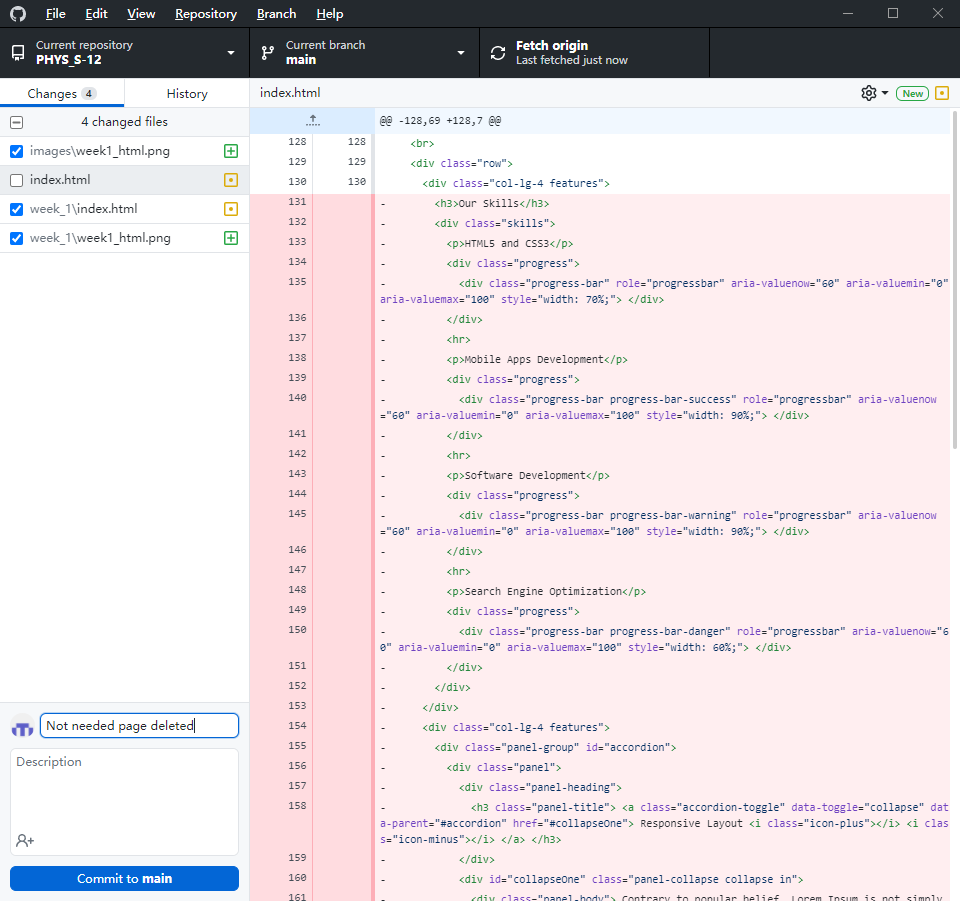 File Edit View Repository Branch Help
Current repository
PHYS_S-12
Current branch
main
Fetch origin
Last fetched just now
Changes 4 History
4 changed files
images\week1_html.png
index.html
week_1\index.html
week_1\week1_html.png
Not needed page deleted
Description
Commit to main
index.html New
@@ -128,69 +128,7 @@
128 128 <br>
129 129 <div class="row">
130 130 <div class="col-lg-4 features">
131 - <h3>Our Skills</h3>
132 - <div class="skills">
133 - <p>HTML5 and CSS3</p>
134 - <div class="progress">
135 - <div class="progress-bar" role="progressbar" aria-valuenow="60" aria-valuemin="0"
aria-valuemax="100" style="width: 70%;"> </div>
136 - </div>
137 - <hr>
138 - <p>Mobile Apps Development</p>
139 - <div class="progress">
140 - <div class="progress-bar progress-bar-success" role="progressbar" aria-valuenow
="60" aria-valuemin="0" aria-valuemax="100" style="width: 90%;"> </div>
141 - </div>
142 - <hr>
143 - <p>Software Development</p>
144 - <div class="progress">
145 - <div class="progress-bar progress-bar-warning" role="progressbar" aria-valuenow
="60" aria-valuemin="0" aria-valuemax="100" style="width: 90%;"> </div>
146 - </div>
147 - <hr>
148 - <p>Search Engine Optimization</p>
149 - <div class="progress">
150 - <div class="progress-bar progress-bar-danger" role="progressbar" aria-valuenow="6
0" aria-valuemin="0" aria-valuemax="100" style="width: 60%;"> </div>
151 - </div>
152 - </div>
153 - </div>
154 - <div class="col-lg-4 features">
155 - <div class="panel-group" id="accordion">
156 - <div class="panel">
157 - <div class="panel-heading">
158 - <h3 class="panel-title"> <a class="accordion-toggle" data-toggle="collapse" dat
a-parent="#accordion" href="#collapseOne"> Responsive Layout <i class="icon-plus"></i> <i clas
s="icon-minus"></i> </a> </h3>
159 - </div>
160 - <div id="collapseOne" class="panel-collapse collapse in">
161 - <div class="panel-body"> Contrary to popular belief, Lorem Ipsum is not simply